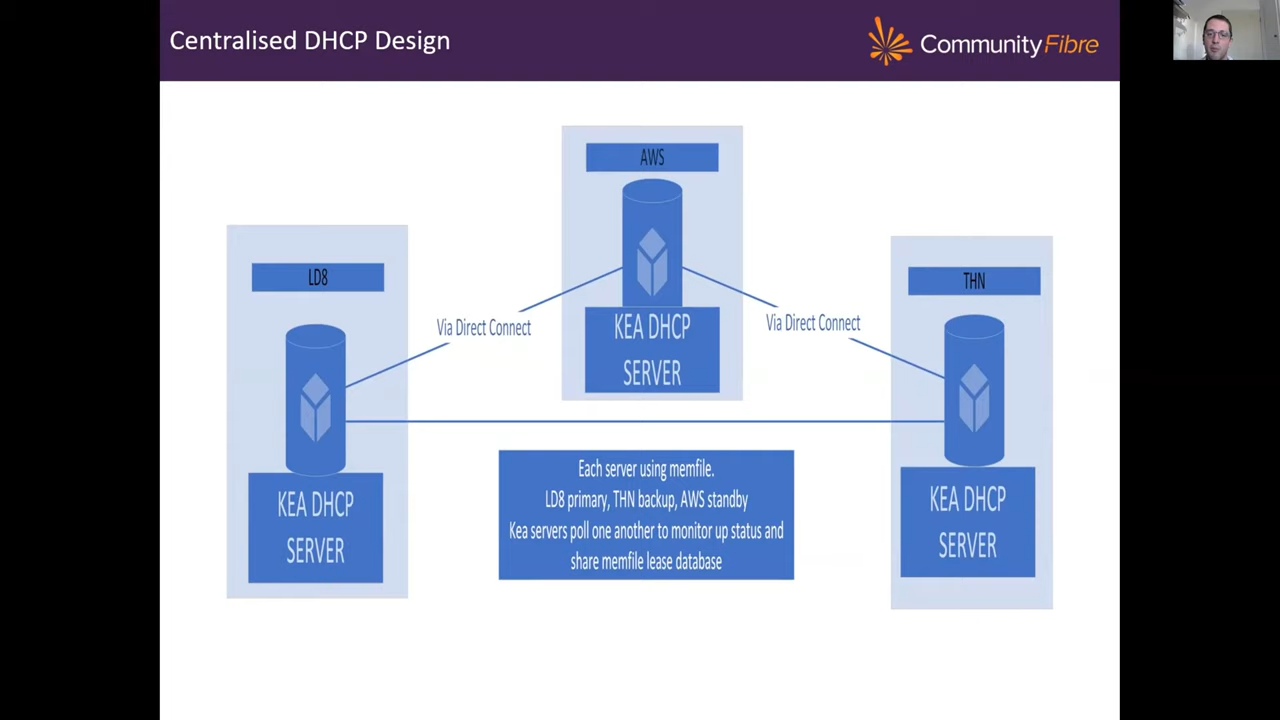 Centralised DHCP Design
Community Fibre
AWS
KEA DHCP
SERVER
LD8
KEA DHCP
SERVER
Via Direct Connect
Via Direct Connect
THN
KEA DHCP
SERVER
Each server using memfile.
LD8 primary, THN backup, AWS standby
Kea servers poll one another to monitor up status and
share memfile lease database